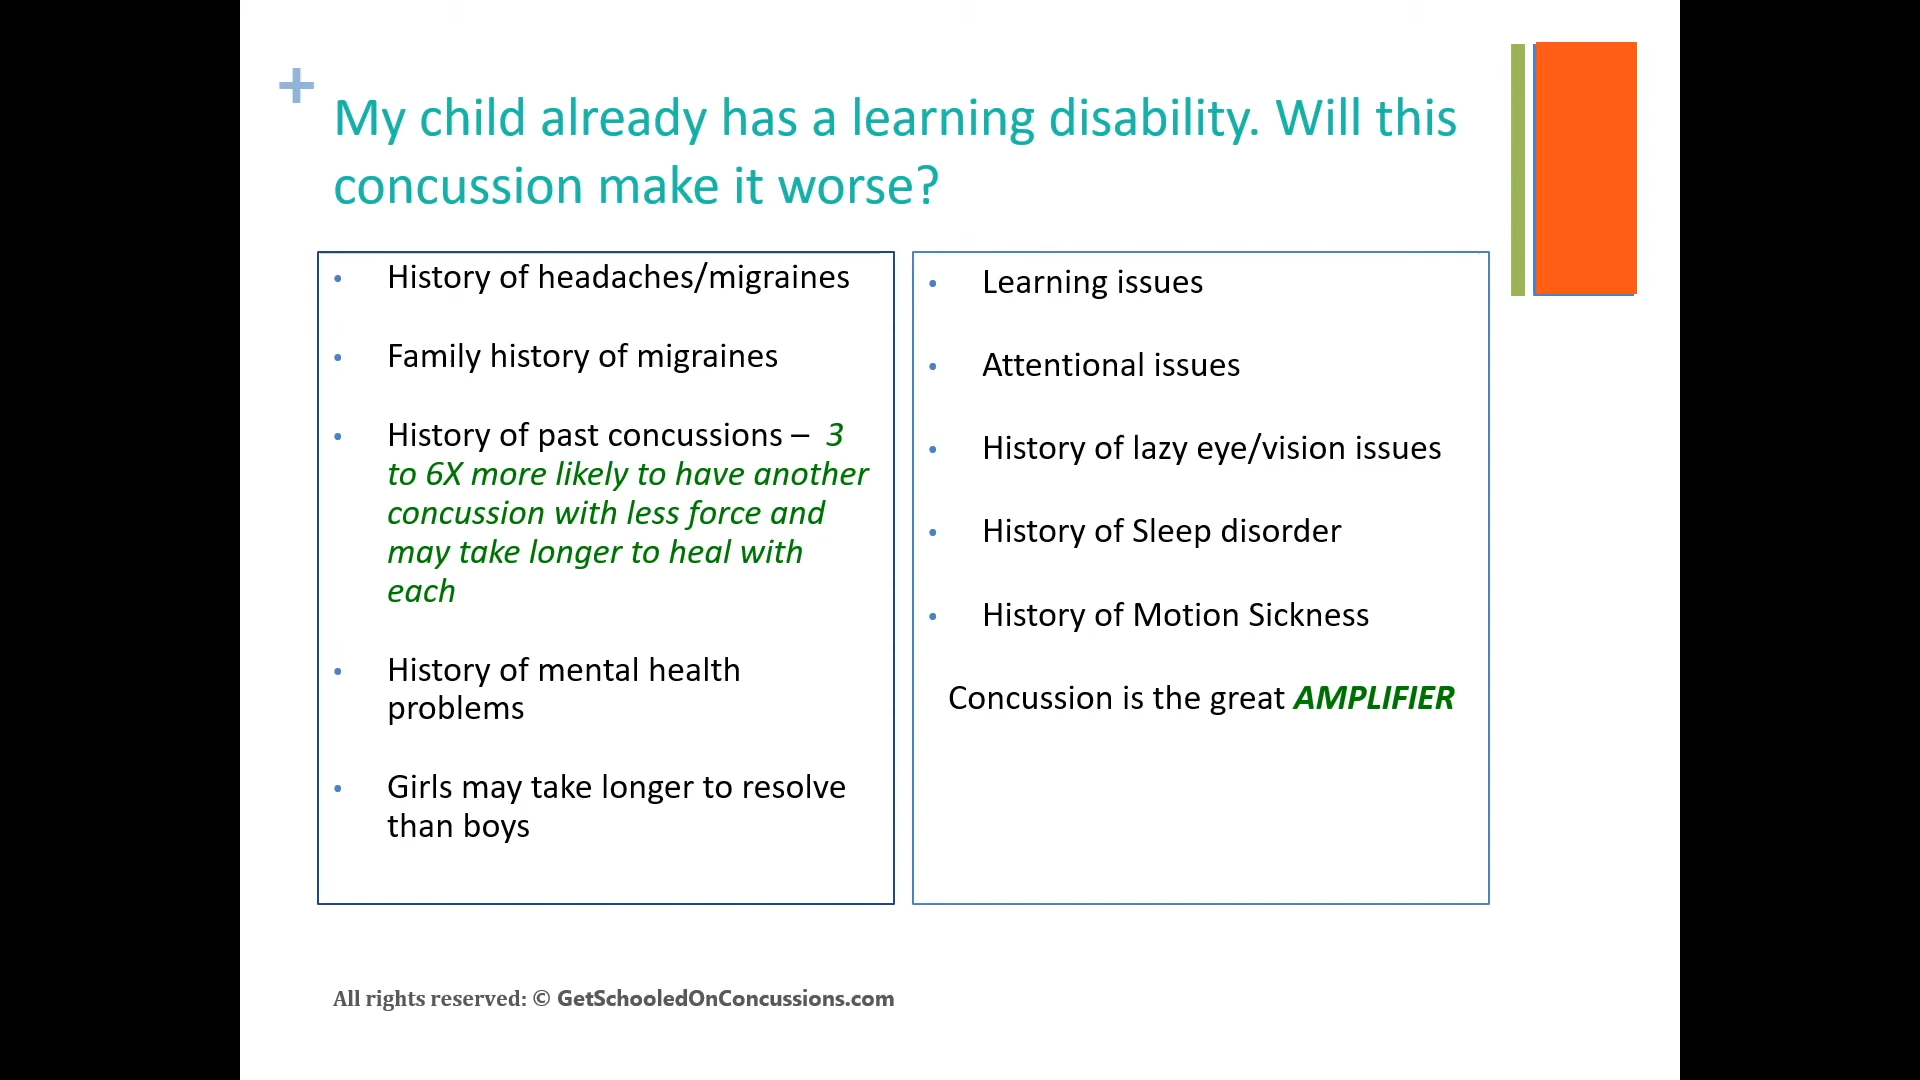 +
My child already has a learning disability. Will this
concussion make it worse?
• History of headaches/migraines
• Family history of migraines
• History of past concussions – 3
to 6X more likely to have another
concussion with less force and
may take longer to heal with
each
• History of mental health
problems
• Girls may take longer to resolve
than boys
• Learning issues
• Attentional issues
• History of lazy eye/vision issues
• History of Sleep disorder
• History of Motion Sickness
Concussion is the great AMPLIFIER
All rights reserved: © GetSchooledOnConcussions.com